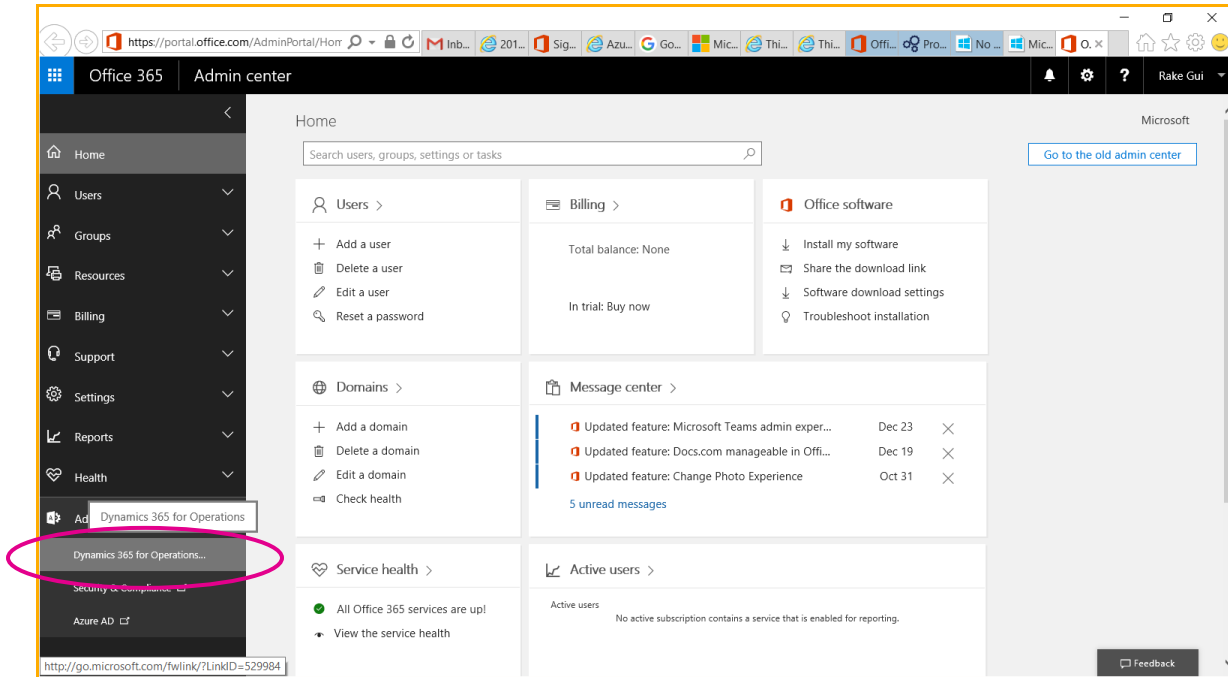 https://portal.office.com/AdminPortal/Hom
Inb...
201...
Sig...
Azu...
Go...
Mic...
Thi...
Thi...
Offi...
Pro...
No ...
Mic...
O.
Office 365
Admin center
?
Rake Gui
Home
Users
Groups
Resources
Billing
Support
Settings
Reports
Health
Ad
Dynamics 365 for Operations
Dynamics 365 for Operations...
Security & Compliance
Azure AD
http://go.microsoft.com/fwlink/?LinkID=529984
Home
Microsoft
Search users, groups, settings or tasks
Go to the old admin center
Users
Add a user
Delete a user
Edit a user
Reset a password
Billing
Total balance: None
In trial: Buy now
Office software
Install my software
Share the download link
Software download settings
Troubleshoot installation
Domains
Add a domain
Delete a domain
Edit a domain
Check health
Message center
Updated feature: Microsoft Teams admin exper... Dec 23
Updated feature: Docs.com manageable in Offi... Dec 19
Updated feature: Change Photo Experience Oct 31
5 unread messages
Service health
All Office 365 services are up!
View the service health
Active users
Active users
No active subscription contains a service that is enabled for reporting.
Feedback